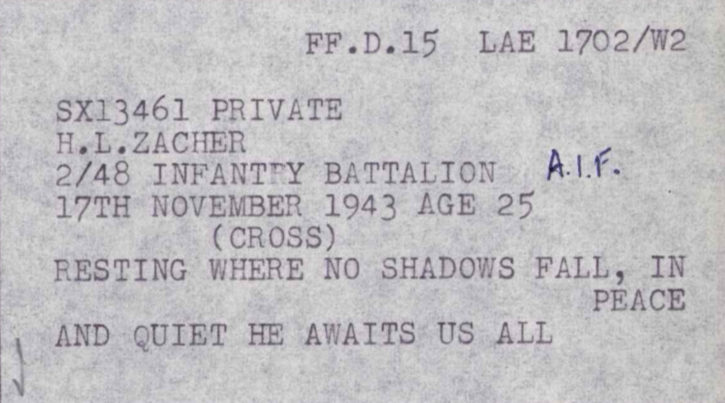 FF.D.15 LAE 1702/W2
SX13461 PRIVATE
H.L.ZACHER
2/48 INFANTRY BATTALION A.I.F.
17TH NOVEMBER 1943 AGE 25
(CROSS)
RESTING WHERE NO SHADOWS FALL, IN
PEACE
AND QUIET HE AWAITS US ALL